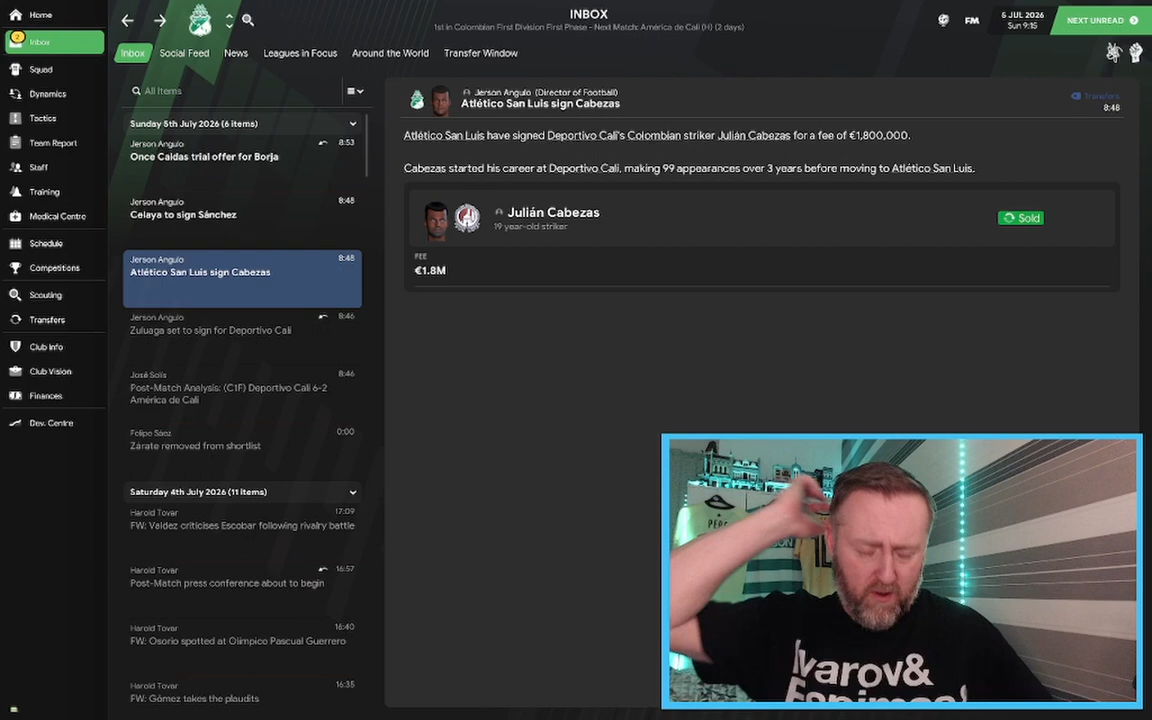 Home
2
Inbox
Squad
Dynamics
Tactics
Team Report
Staff
Training
Medical Centre
Schedule
Competitions
Scouting
Transfers
Club Info
Club Vision
Finances
Dev. Centre
INBOX
1st in Colombian First Division First Phase - Next Match: América de Cali (H) (2 days)
FM
5 JUL 2026
Sun 9:15
NEXT UNREAD
Inbox
Social Feed
News
Leagues in Focus
Around the World
Transfer Window
All Items
Sunday 5th July 2026 (6 items)
Jerson Angulo 8:53
Once Caldas trial offer for Borja
Jerson Angulo 8:48
Celaya to sign Sánchez
Jerson Angulo 8:48
Atlético San Luis sign Cabezas
Jerson Angulo 8:46
Zuluaga set to sign for Deportivo Cali
José Solís 8:46
Post-Match Analysis: (C1F) Deportivo Cali 6-2
América de Cali
Felipe Sáez 0:00
Zárate removed from shortlist
Saturday 4th July 2026 (11 items)
Harold Tovar 17:09
FW: Valdez criticises Escobar following rivalry battle
Harold Tovar 16:57
Post-Match press conference about to begin
Harold Tovar 16:40
FW: Osorio spotted at Olímpico Pascual Guerrero
Harold Tovar 16:35
FW: Gómez takes the plaudits
Jerson Angulo (Director of Football)
Atlético San Luis sign Cabezas
Transfers
8:48
Atlético San Luis have signed Deportivo Cali's Colombian striker Julián Cabezas for a fee of €1,800,000.
Cabezas started his career at Deportivo Cali, making 99 appearances over 3 years before moving to Atlético San Luis.
Julián Cabezas
19 year-old striker
Sold
FEE
€1.8M
Ivarov&